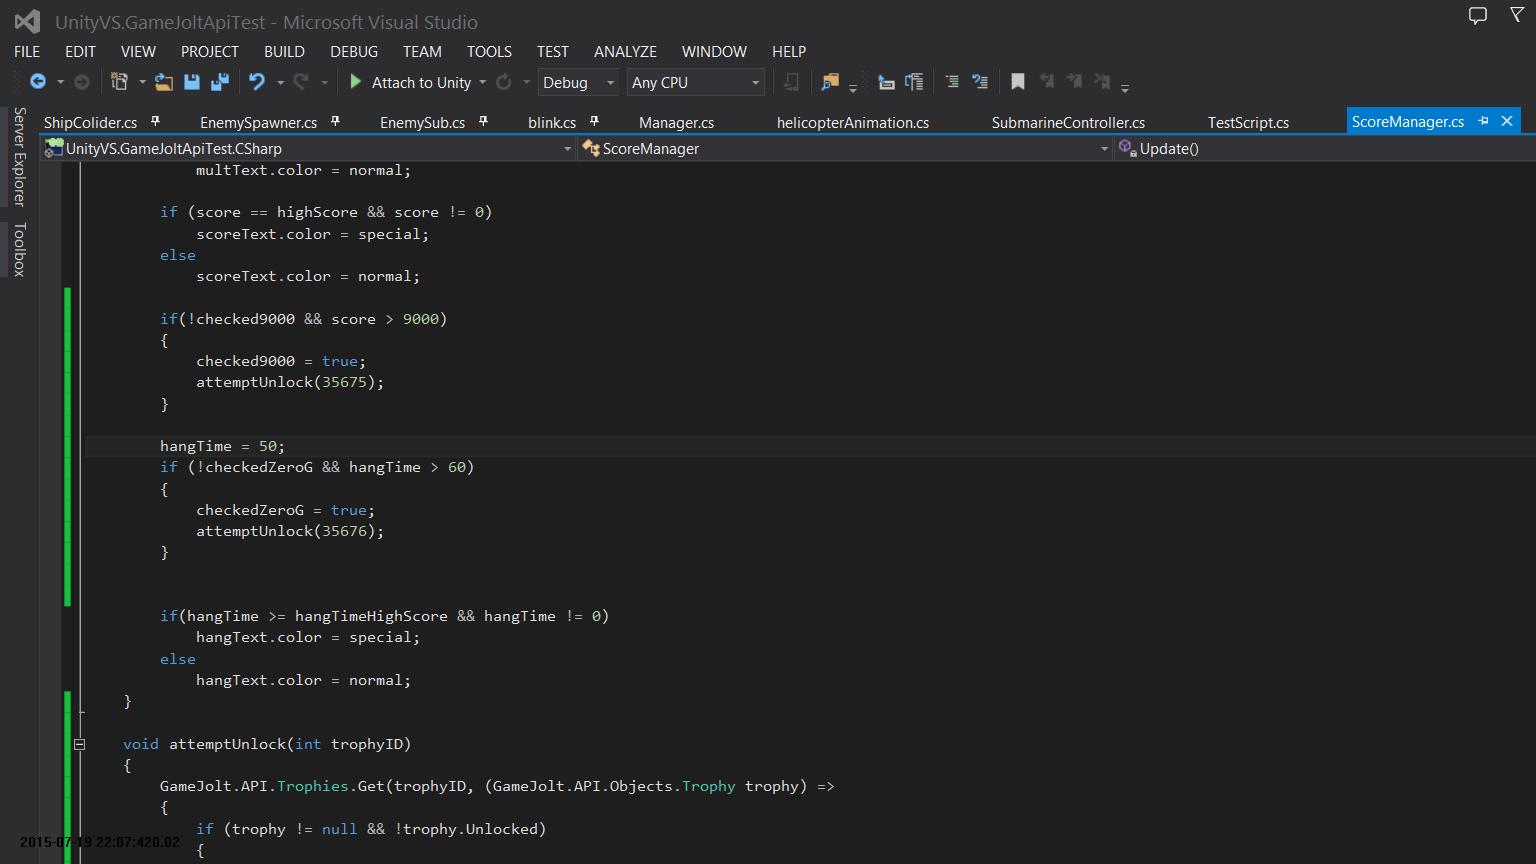 UnityVS.GameJoltApiTest - Microsoft Visual Studio
FILE EDIT VIEW PROJECT BUILD DEBUG TEAM TOOLS TEST ANALYZE WINDOW HELP
Attach to Unity Debug Any CPU
Server Explorer
Toolbox
ShipColider.cs EnemySpawner.cs EnemySub.cs blink.cs Manager.cs helicopterAnimation.cs SubmarineController.cs TestScript.cs ScoreManager.cs
UnityVS.GameJoltApiTest.CSharp ScoreManager Update()
multText.color = normal;
if (score == highScore && score != 0)
scoreText.color = special;
else
scoreText.color = normal;
if(!checked9000 && score > 9000)
{
checked9000 = true;
attemptUnlock(35675);
}
hangTime = 50;
if (!checkedZeroG && hangTime > 60)
{
checkedZeroG = true;
attemptUnlock(35676);
}
if(hangTime >= hangTimeHighScore && hangTime != 0)
hangText.color = special;
else
hangText.color = normal;
}
void attemptUnlock(int trophyID)
{
GameJolt.API.Trophies.Get(trophyID, (GameJolt.API.Objects.Trophy trophy) =>
{
if (trophy != null && !trophy.Unlocked)
{
2015-07-19 22:07:420.02